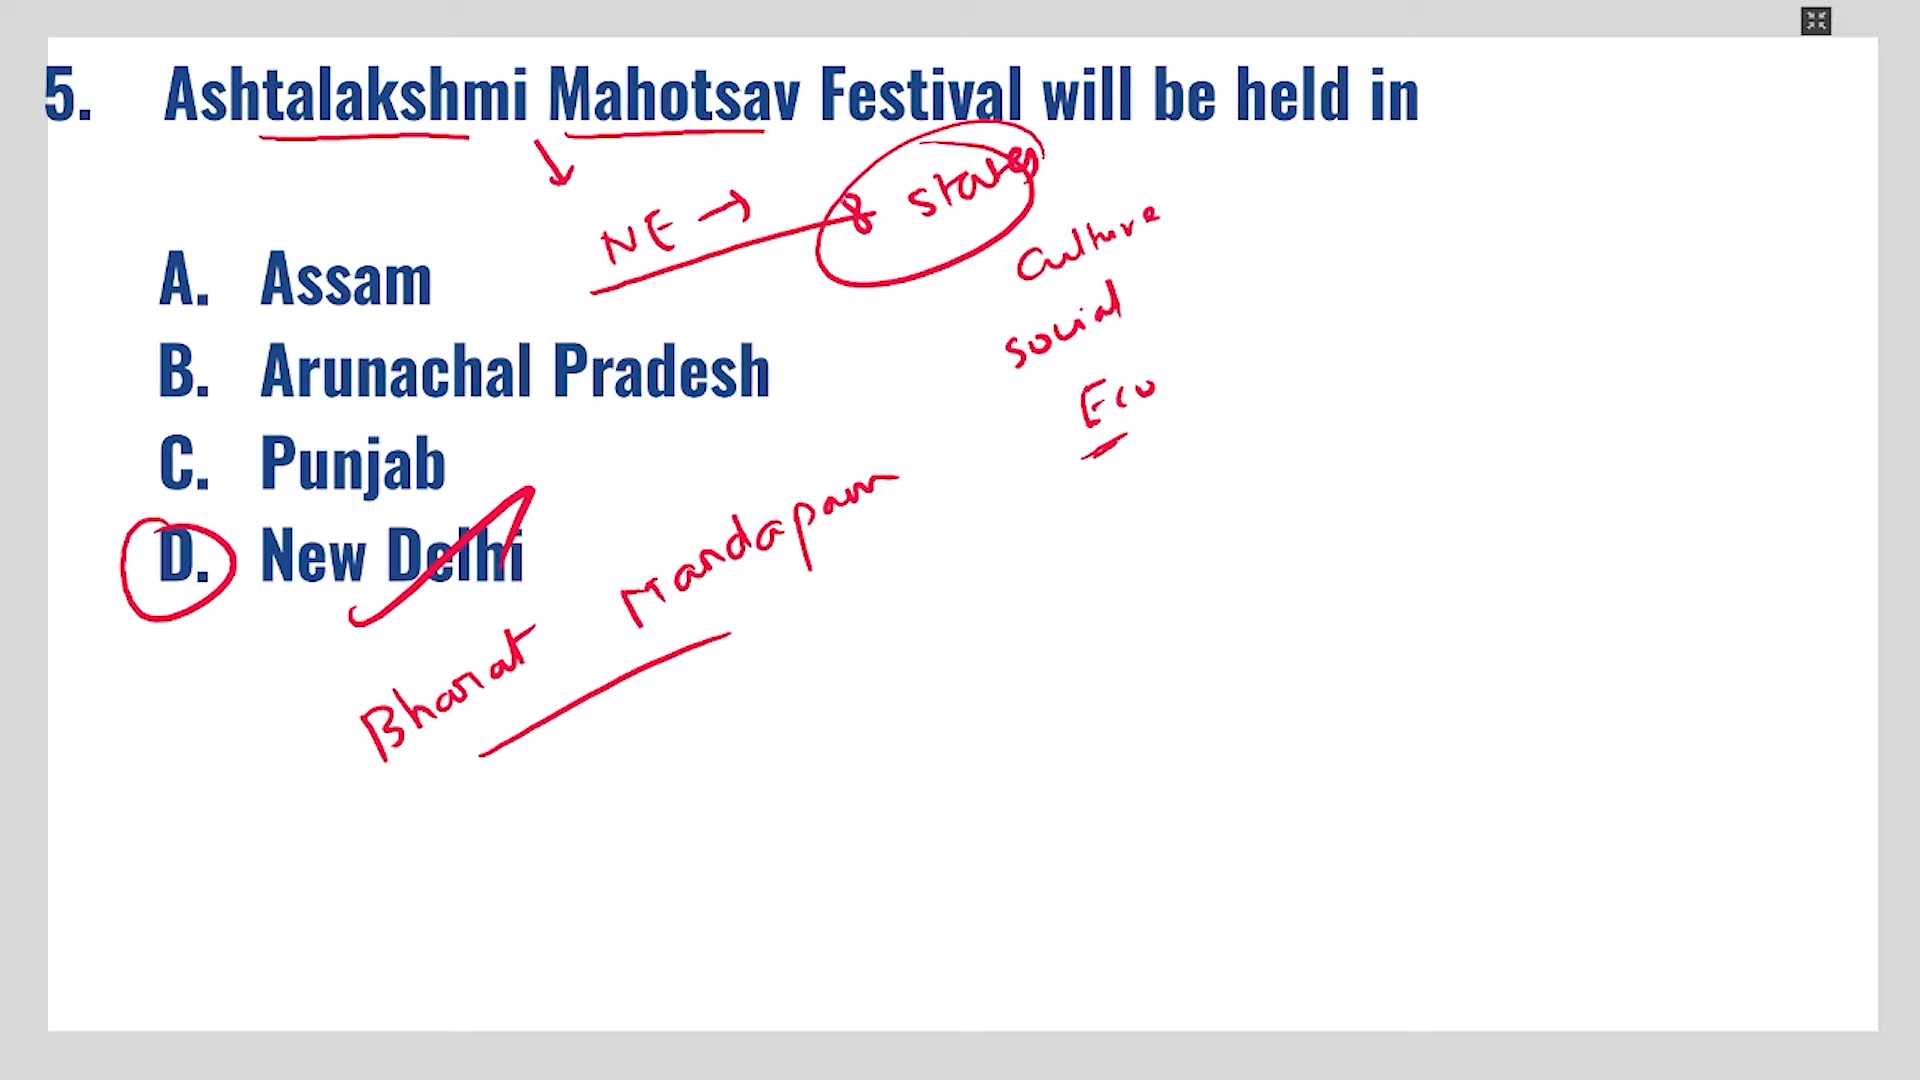 5. Ashtalakshmi Mahotsav Festival will be held in
NE → 8 states
culture
A. Assam
social
B. Arunachal Pradesh
Eco
C. Punjab
D. New Delhi
Bharat Mandapam